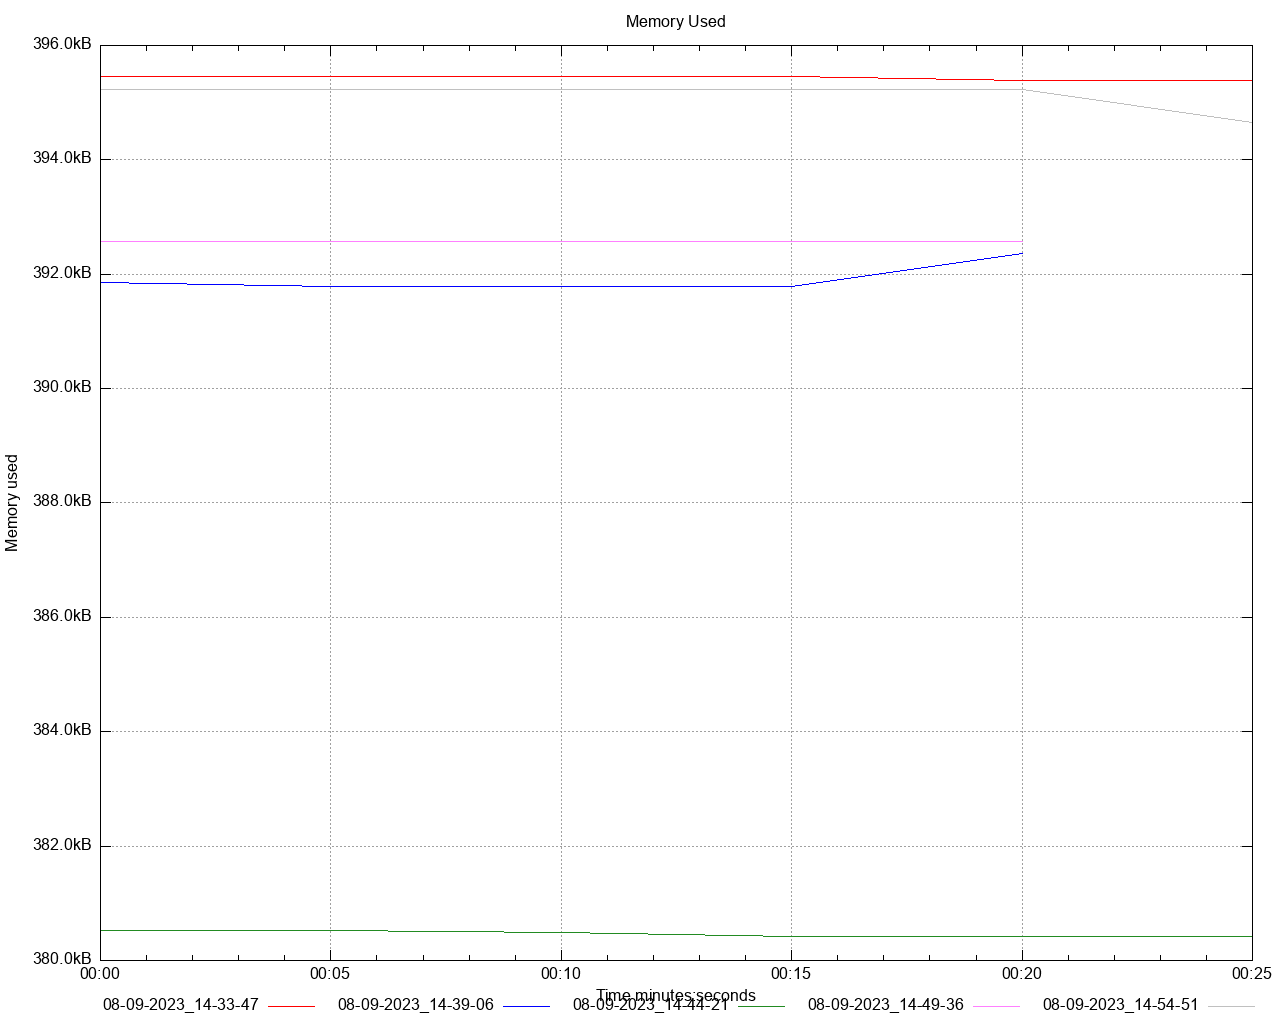 Memory Used
396.0kB
394.0kB
392.0kB
390.0kB
388.0kB
386.0kB
384.0kB
382.0kB
380.0kB
Memory used
00:00 00:05 00:10 00:15 00:20 00:25
Time minutes:seconds
08-09-2023_14-33-47 08-09-2023_14-39-06 08-09-2023_14-44-21 08-09-2023_14-49-36 08-09-2023_14-54-51